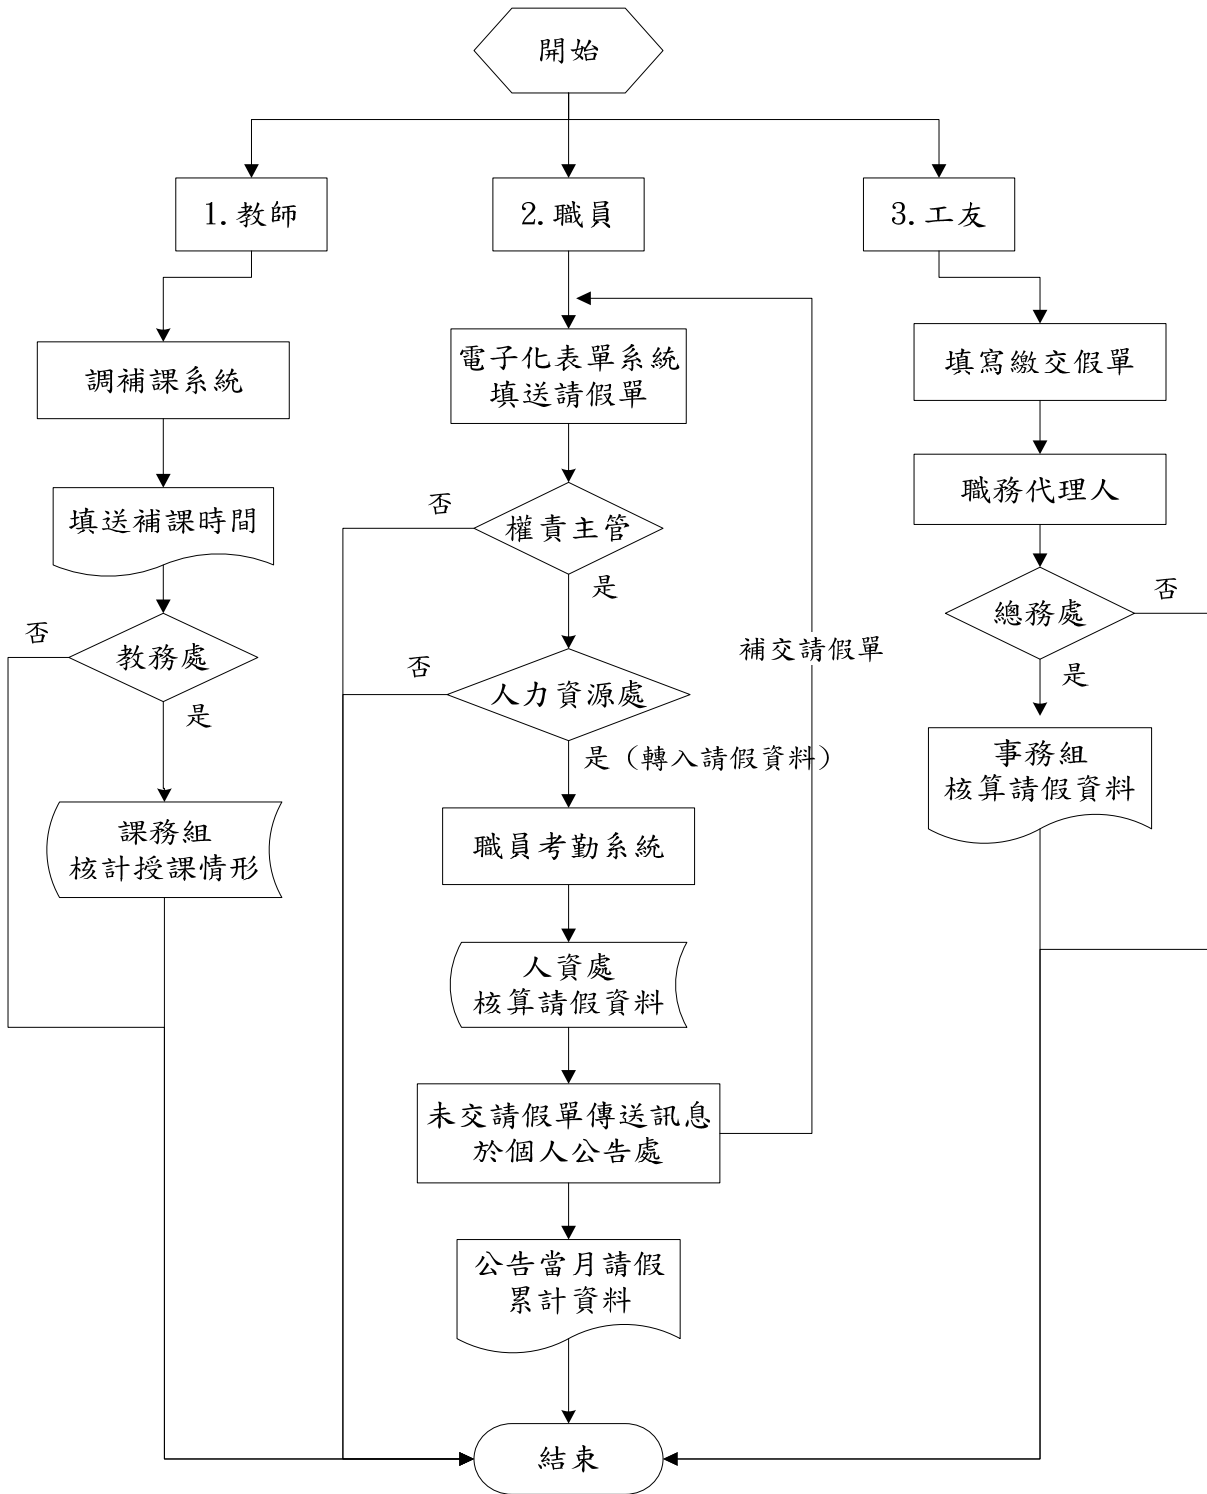 開始
1.教師
2.職員
3.工友
調補課系統
填送補課時間
否
教務處
是
課務組
核計授課情形
電子化表單系統
填送請假單
否
權責主管
是
否
人力資源處
是（轉入請假資料）
職員考勤系統
人資處
核算請假資料
未交請假單傳送訊息
於個人公告處
補交請假單
公告當月請假
累計資料
填寫繳交假單
職務代理人
總務處
否
是
事務組
核算請假資料
結束